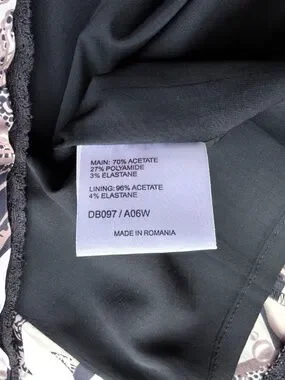 MAIN: 70% ACETATE
27% POLYAMIDE
3% ELASTANE
LINING: 96% ACETATE
4% ELASTANE
DB097 / A06W
MADE IN ROMANIA